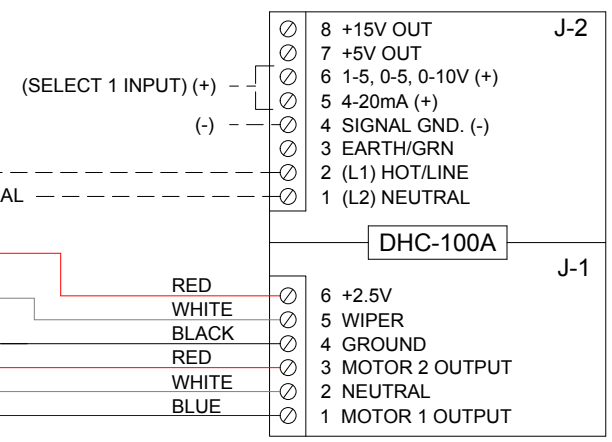 J-2
8 +15V OUT
7 +5V OUT
(SELECT 1 INPUT) (+)
6 1-5, 0-5, 0-10V (+)
5 4-20mA (+)
(-)
4 SIGNAL GND. (-)
3 EARTH/GRN
2 (L1) HOT/LINE
AL
1 (L2) NEUTRAL
DHC-100A
J-1
RED
6 +2.5V
WHITE
5 WIPER
BLACK
4 GROUND
RED
3 MOTOR 2 OUTPUT
WHITE
2 NEUTRAL
BLUE
1 MOTOR 1 OUTPUT